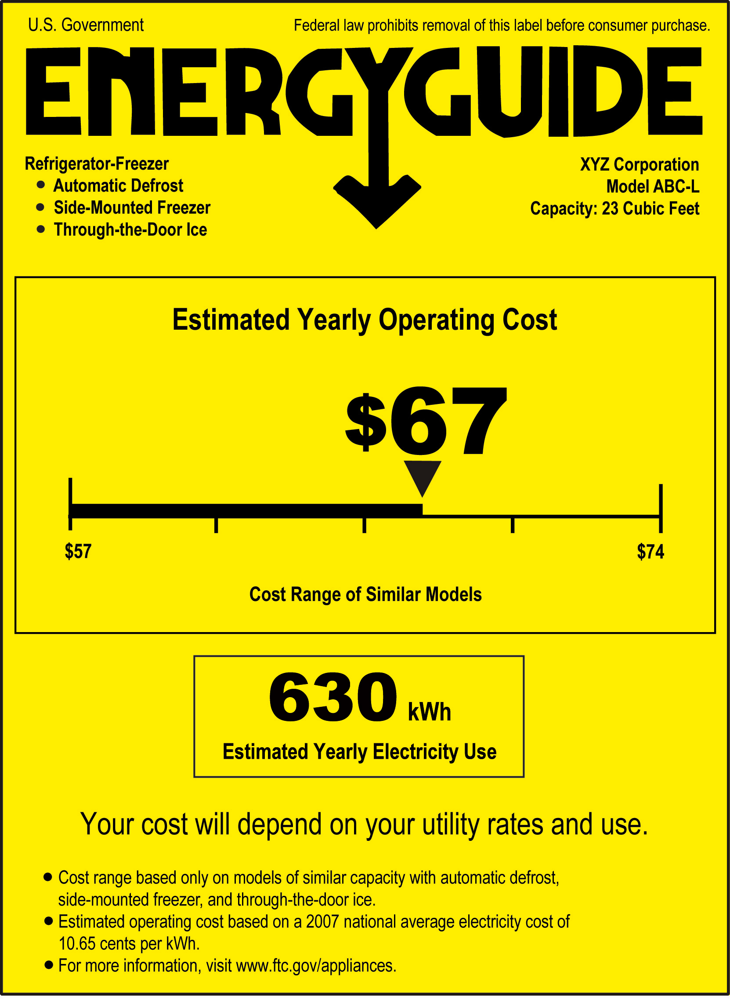 U.S. Government
Federal law prohibits removal of this label before consumer purchase.
ENERGYGUIDE
Refrigerator-Freezer
• Automatic Defrost
• Side-Mounted Freezer
• Through-the-Door Ice
XYZ Corporation
Model ABC-L
Capacity: 23 Cubic Feet
Estimated Yearly Operating Cost
$67
$57
$74
Cost Range of Similar Models
630 kWh
Estimated Yearly Electricity Use
Your cost will depend on your utility rates and use.
• Cost range based only on models of similar capacity with automatic defrost,
side-mounted freezer, and through-the-door ice.
• Estimated operating cost based on a 2007 national average electricity cost of
10.65 cents per kWh.
• For more information, visit www.ftc.gov/appliances.